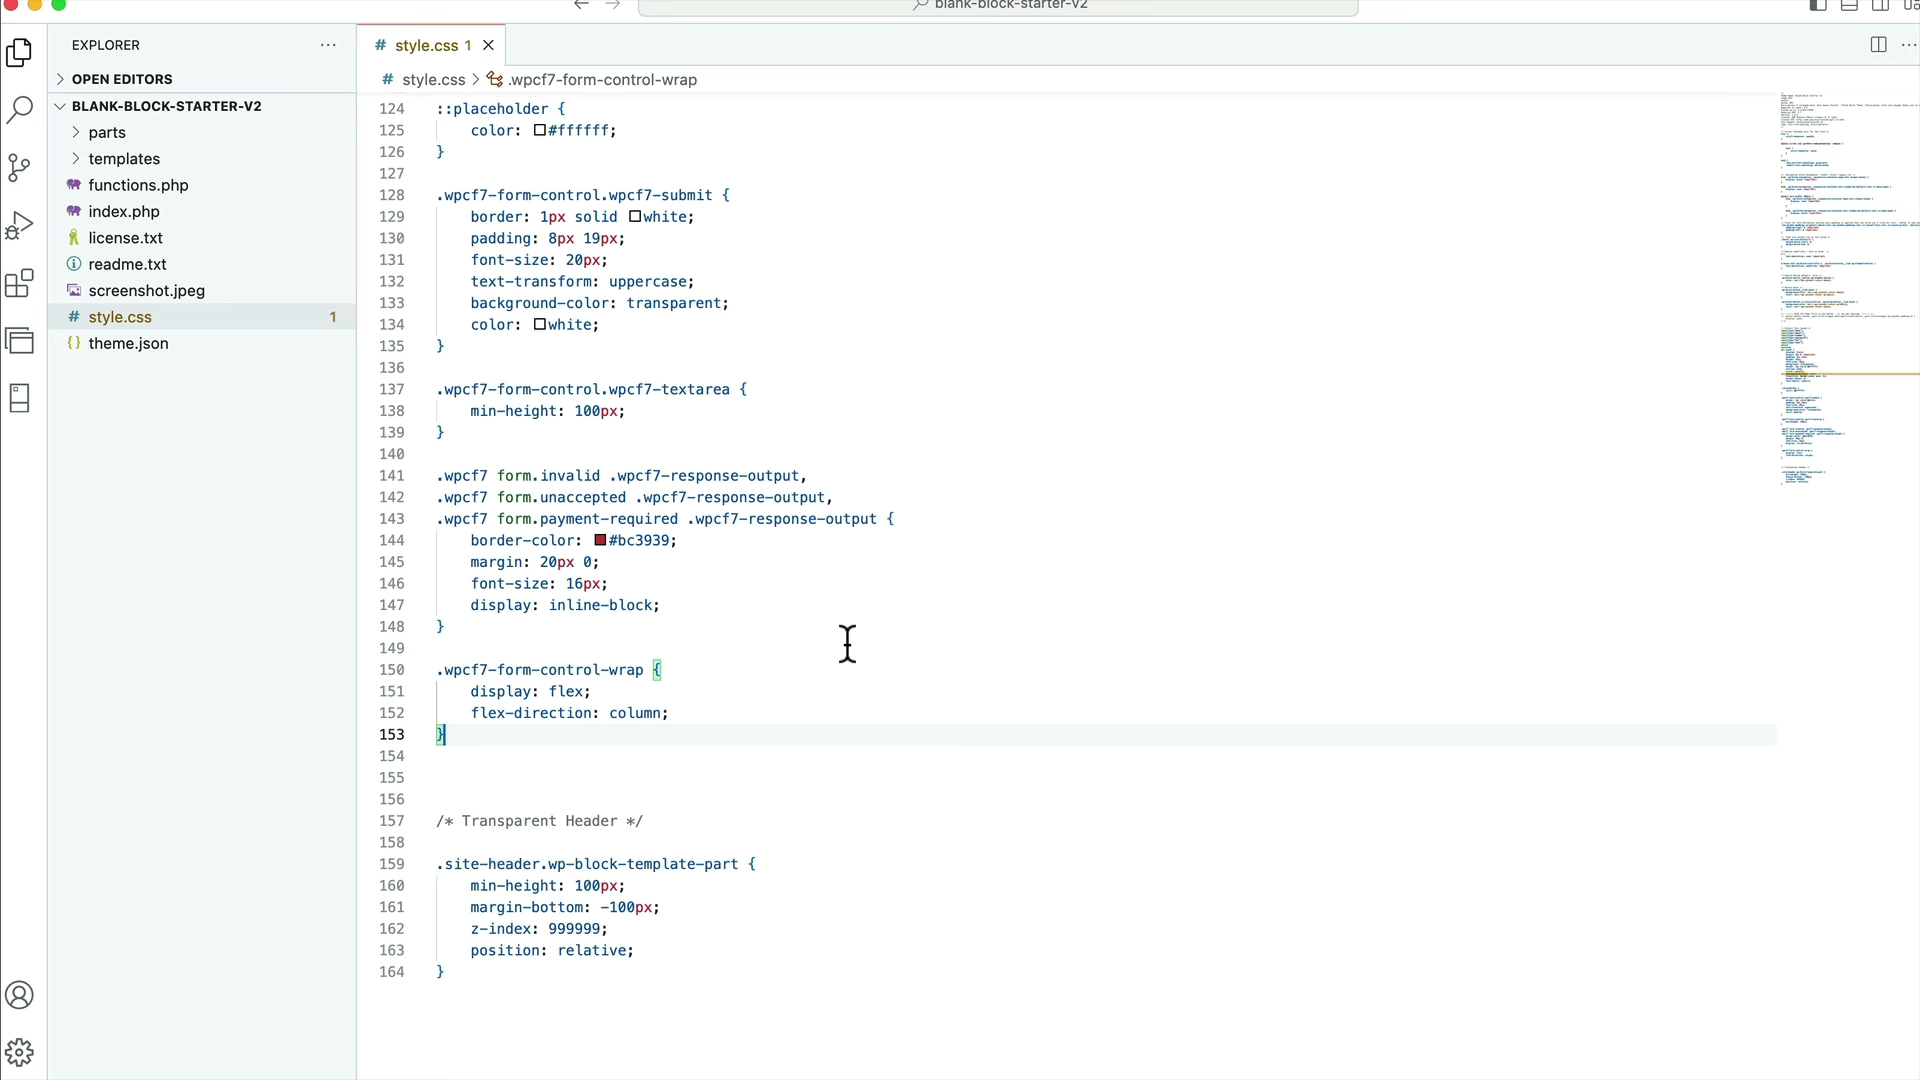 blank-block-starter-v2
EXPLORER
OPEN EDITORS
BLANK-BLOCK-STARTER-V2
parts
templates
functions.php
index.php
license.txt
readme.txt
screenshot.jpeg
# style.css 1
{} theme.json
# style.css 1
# style.css > .wpcf7-form-control-wrap
124 ::placeholder {
125 color: #ffffff;
126 }
127
128 .wpcf7-form-control.wpcf7-submit {
129 border: 1px solid white;
130 padding: 8px 19px;
131 font-size: 20px;
132 text-transform: uppercase;
133 background-color: transparent;
134 color: white;
135 }
136
137 .wpcf7-form-control.wpcf7-textarea {
138 min-height: 100px;
139 }
140
141 .wpcf7 form.invalid .wpcf7-response-output,
142 .wpcf7 form.unaccepted .wpcf7-response-output,
143 .wpcf7 form.payment-required .wpcf7-response-output {
144 border-color: #bc3939;
145 margin: 20px 0;
146 font-size: 16px;
147 display: inline-block;
148 }
149
150 .wpcf7-form-control-wrap {
151 display: flex;
152 flex-direction: column;
153 }
154
155
156
157 /* Transparent Header */
158
159 .site-header.wp-block-template-part {
160 min-height: 100px;
161 margin-bottom: -100px;
162 z-index: 999999;
163 position: relative;
164 }